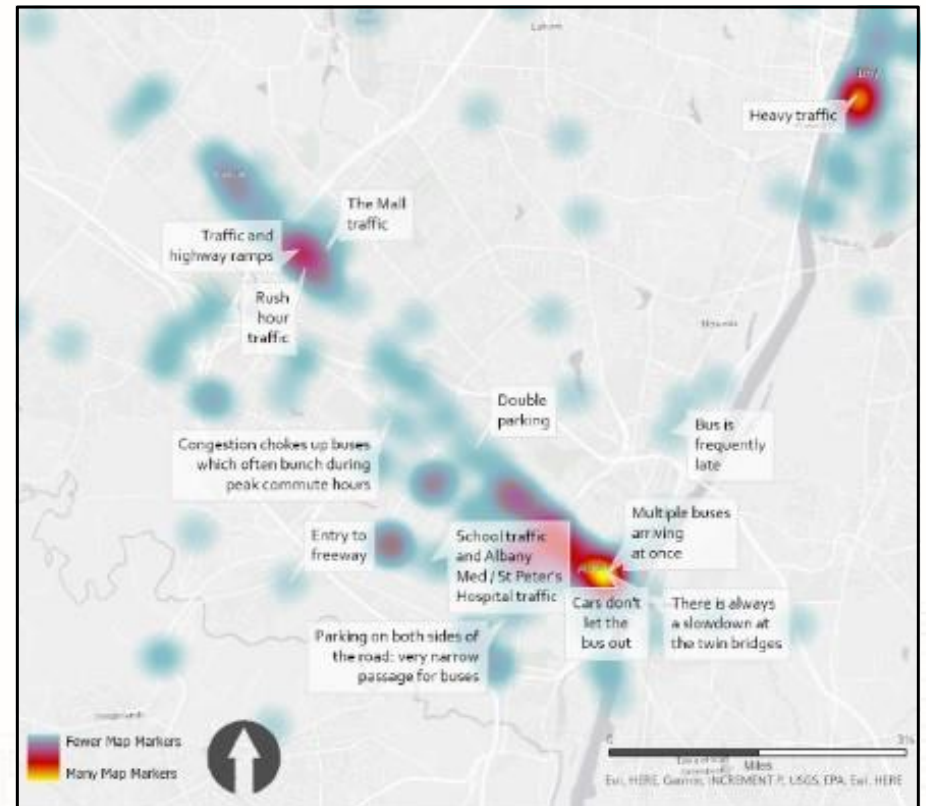 Heavy traffic
The Mall
traffic
Traffic and
highway ramps
Rush
hour
traffic
Double
parking
Bus is
frequently
late
Congestion chokes up buses
which often bunch during
peak commute hours
Multiple buses
arriving
at once
Entry to
freeway
School traffic
and Albany
Med / St Peter's
Hospital traffic
Cars don't
let the
bus out
There is always
a slowdown at
the twin bridges
Parking on both sides of
the road: very narrow
passage for buses
Fewer Map Markers
Many Map Markers
0
Miles
Esri, HERE, Garmin, INCREMENT P, USGS, EPA, Esri, HERE